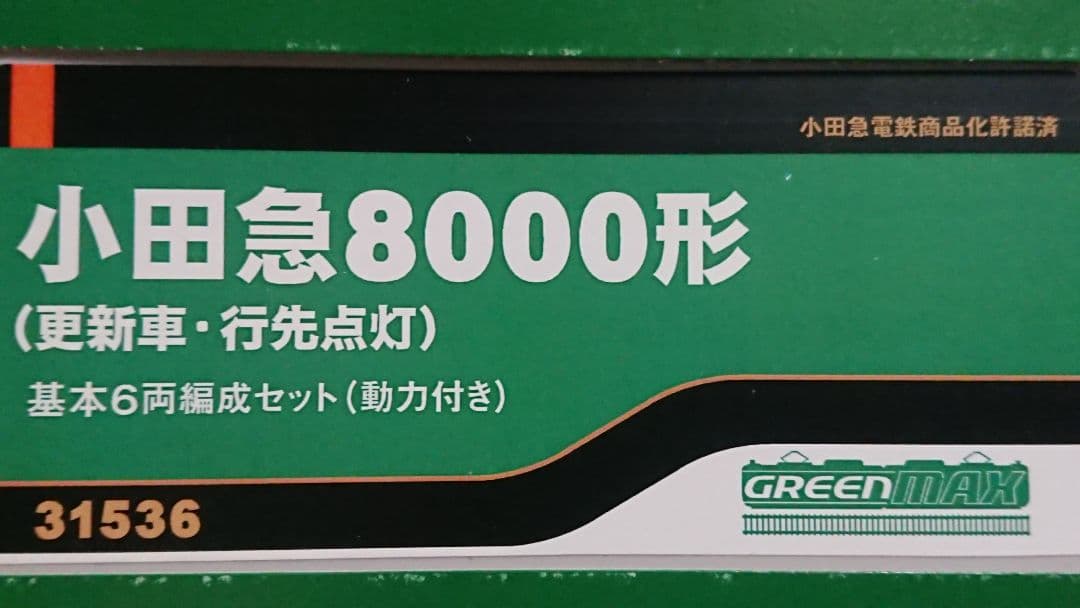 小田急電鉄商品化許諾済
小田急8000形
(更新車・行先点灯)
基本6両編成セット(動力付き)
31536
GREENMAX